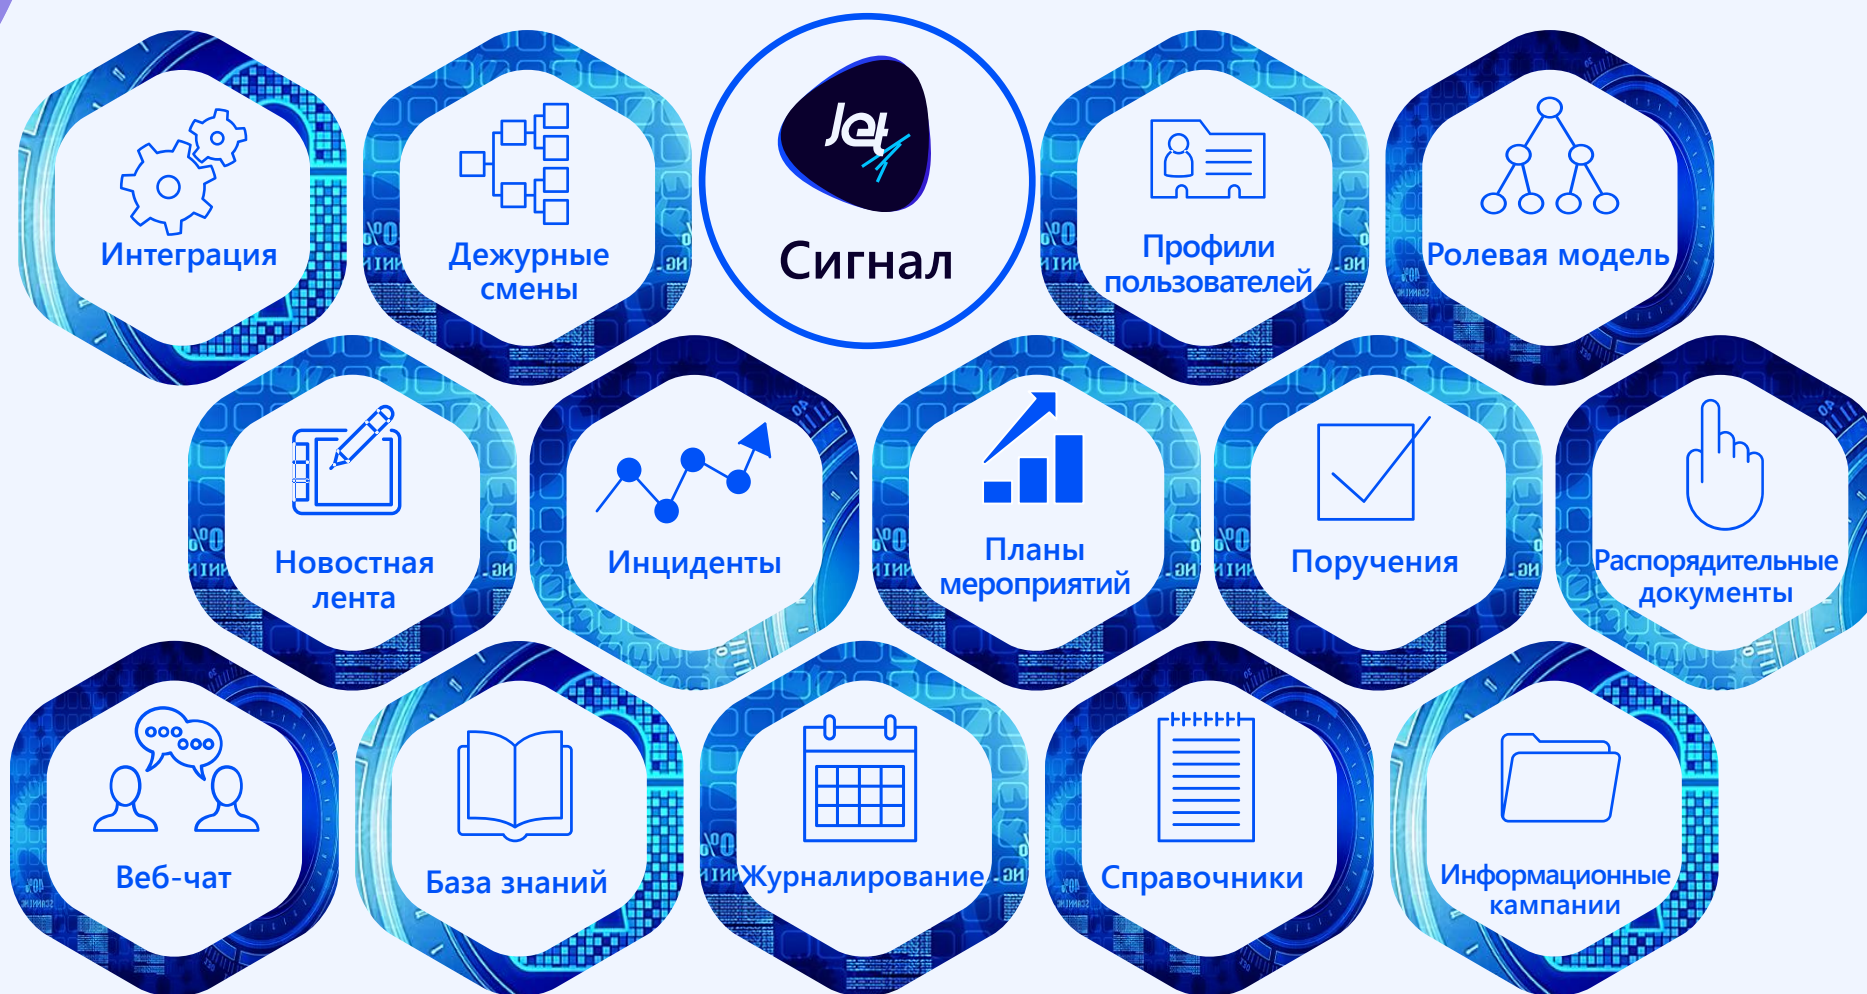 Интеграция
Дежурные
смены
Jet
Сигнал
Профили
пользователей
Ролевая модель
Новостная
лента
Инциденты
Планы
мероприятий
Поручения
Распорядительные
документы
Веб-чат
База знаний
Журналирование
Справочники
Информационные
кампании